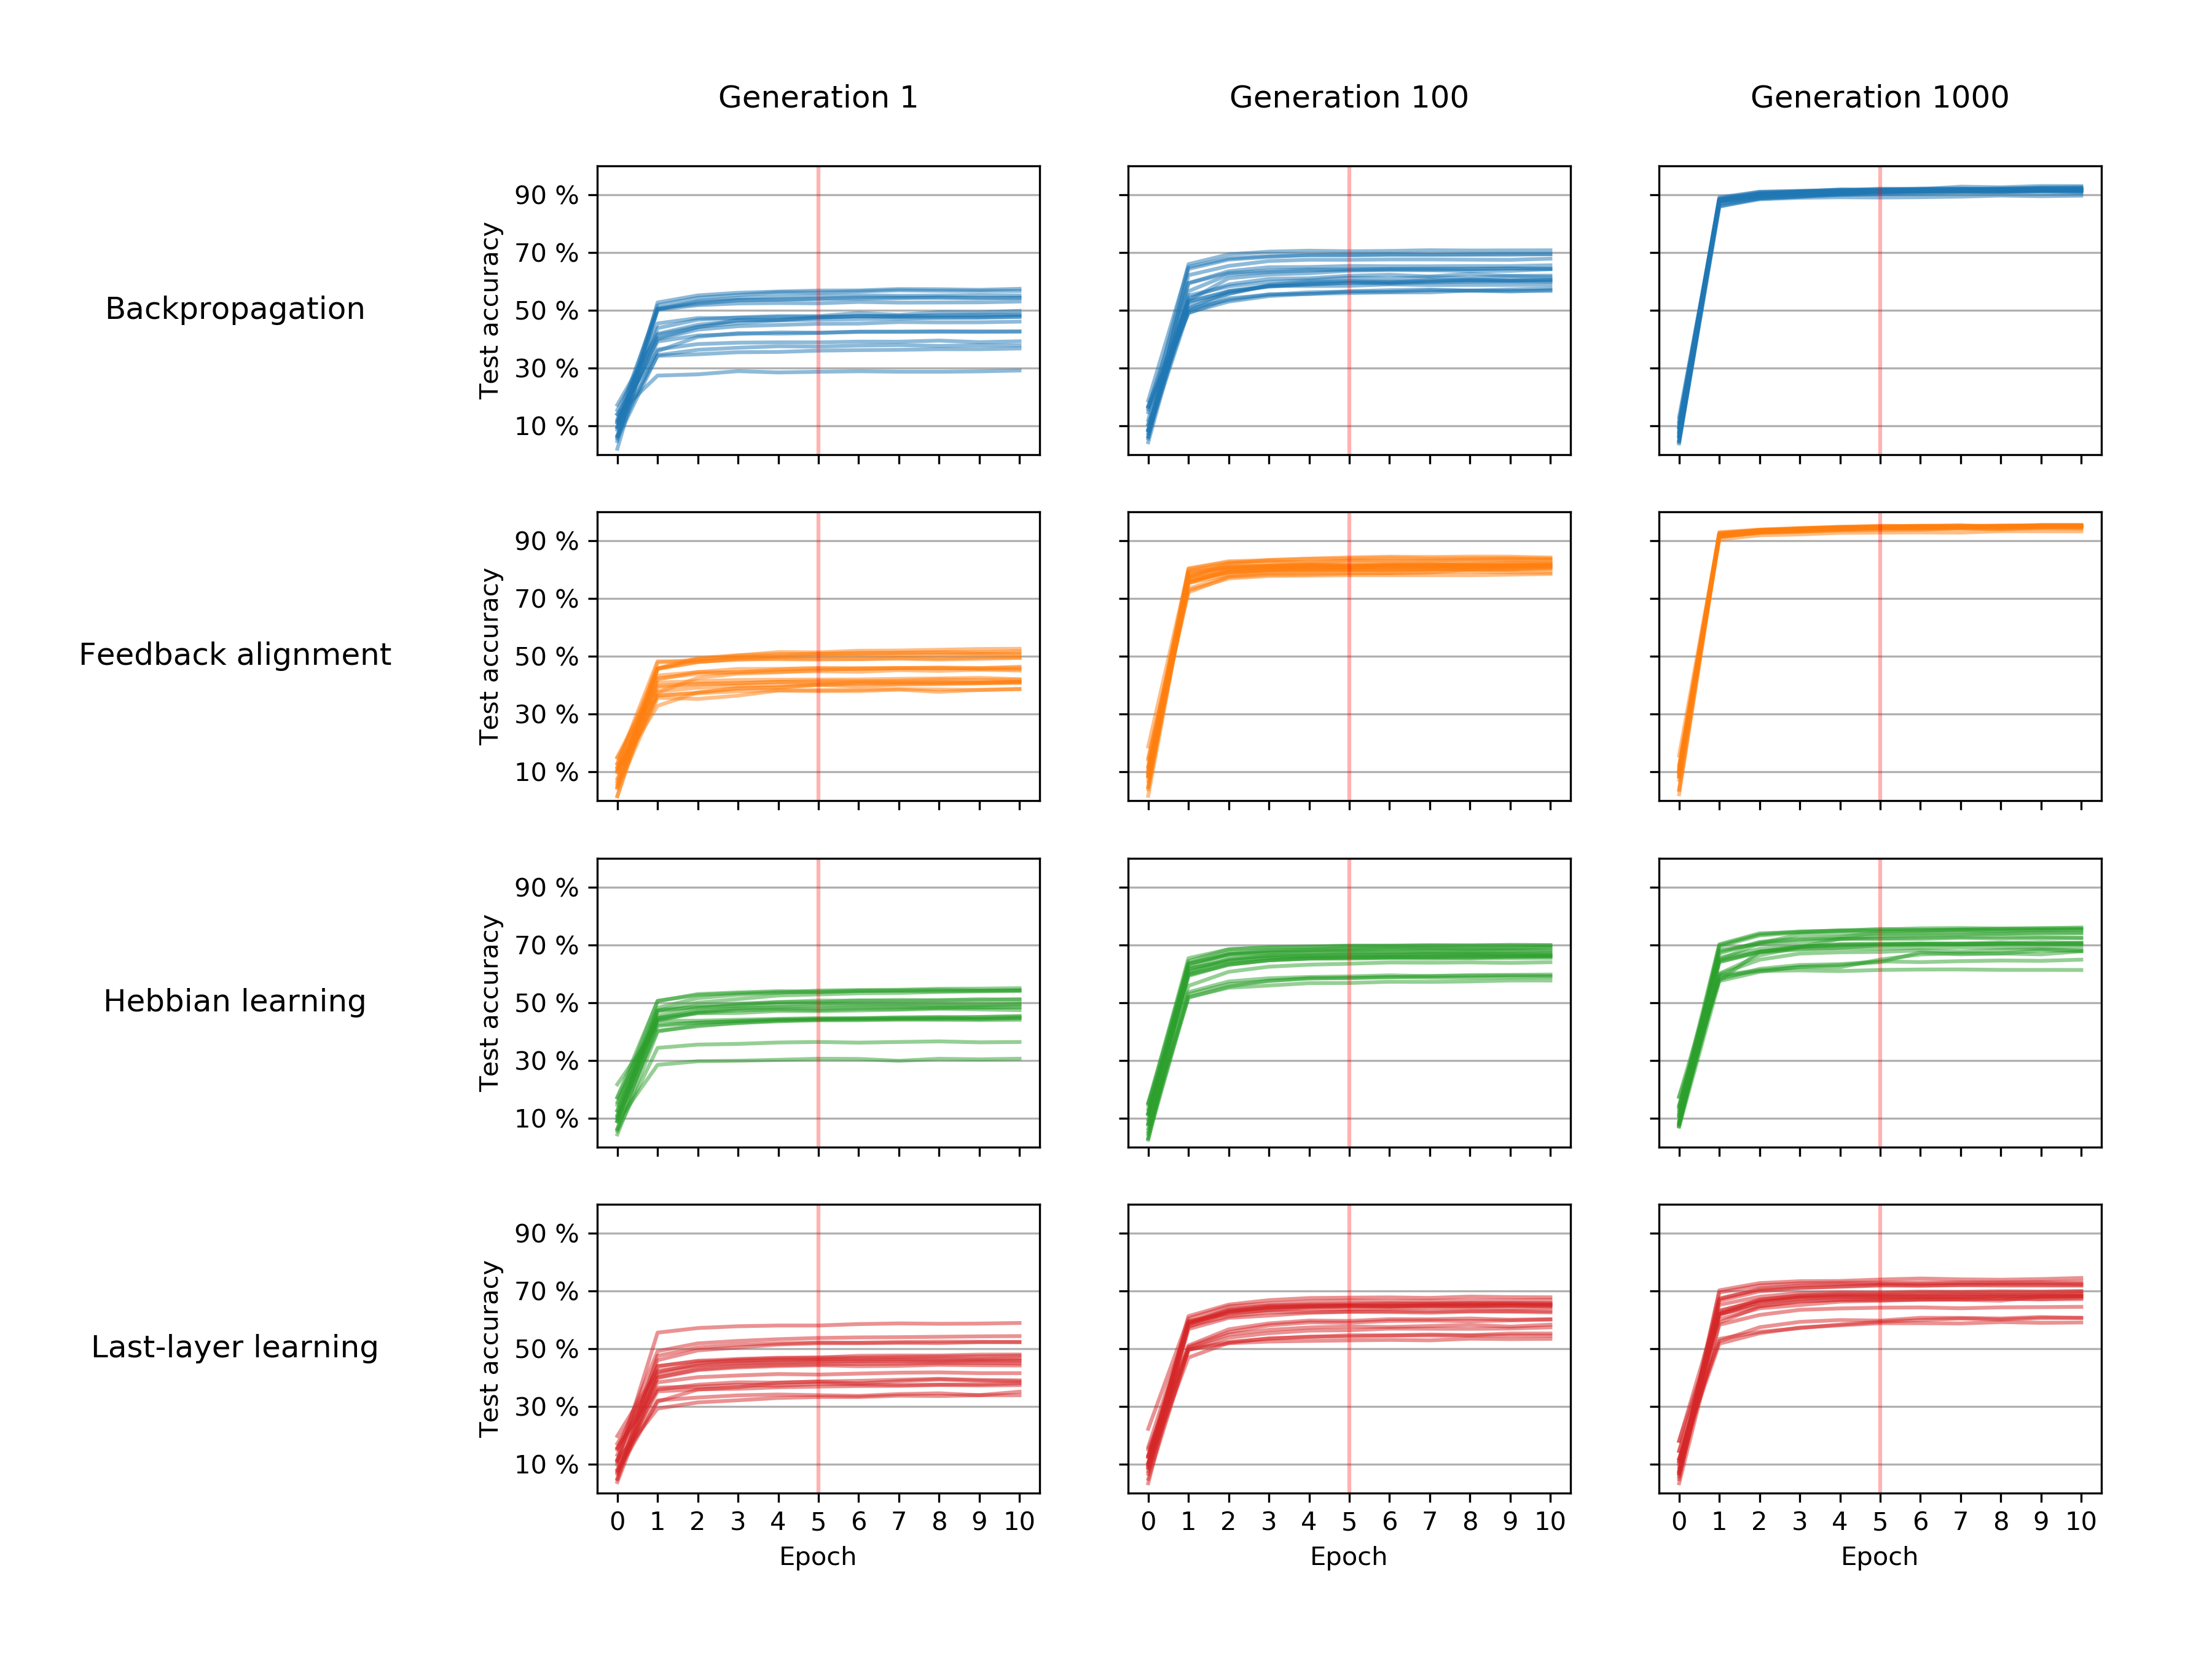 Generation 1
Generation 100
Generation 1000
Backpropagation
Test accuracy
90 %
70 %
50 %
30 %
10 %
Feedback alignment
Test accuracy
90 %
70 %
50 %
30 %
10 %
Hebbian learning
Test accuracy
90 %
70 %
50 %
30 %
10 %
Last-layer learning
Test accuracy
90 %
70 %
50 %
30 %
10 %
0 1 2 3 4 5 6 7 8 9 10
Epoch
0 1 2 3 4 5 6 7 8 9 10
Epoch
0 1 2 3 4 5 6 7 8 9 10
Epoch